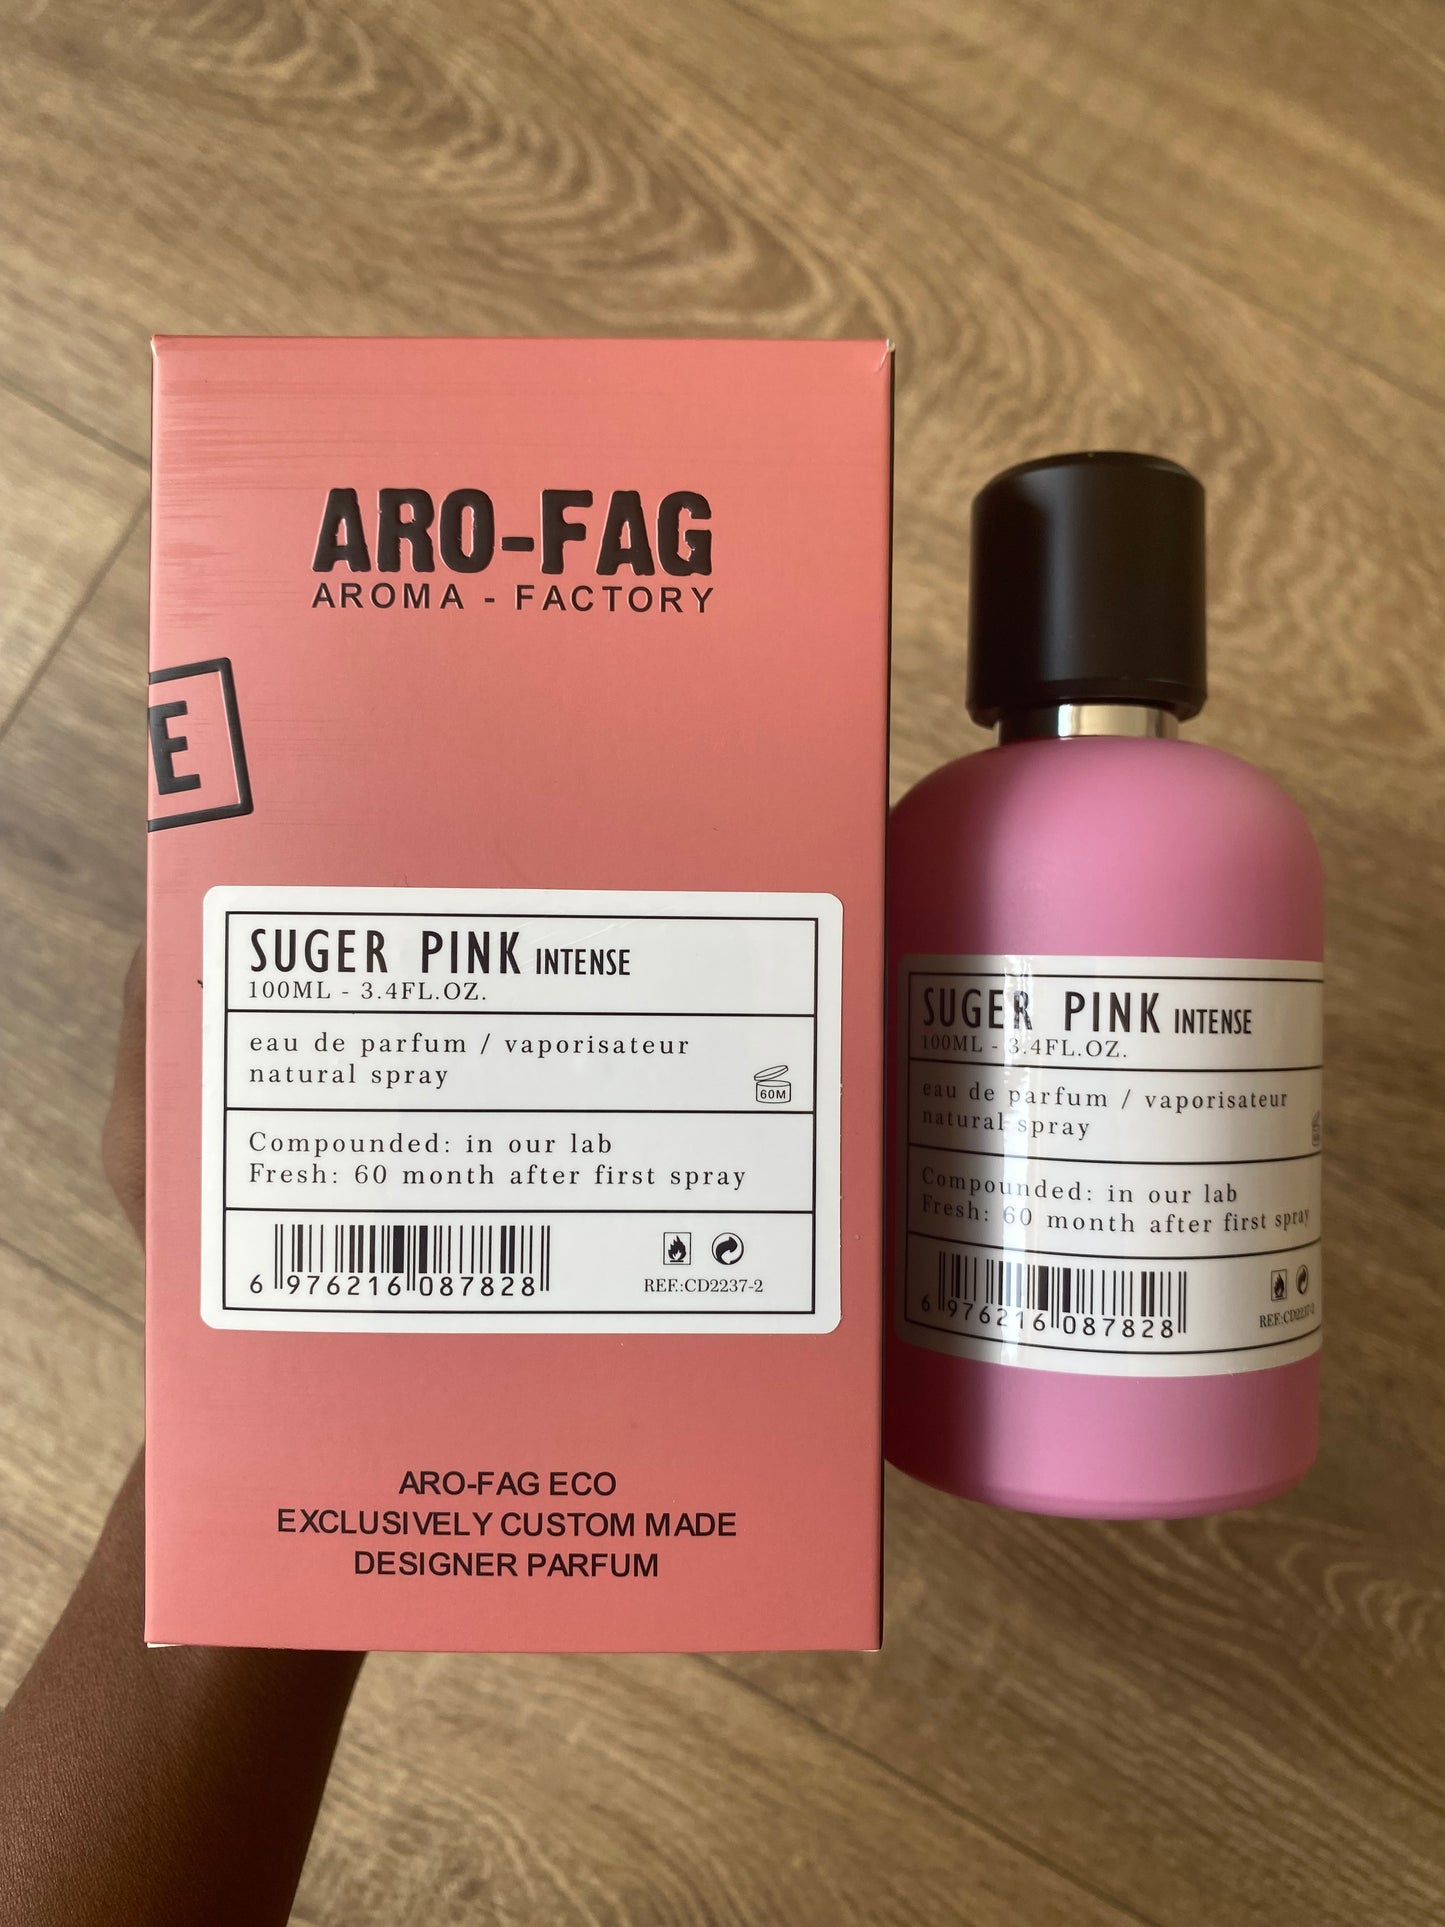 ARO-FAG
AROMA - FACTORY
E
SUGER PINK INTENSE
100ML - 3.4FL.OZ.
eau de parfum / vaporisateur
natural spray
60M
Compounded: in our lab
Fresh: 60 month after first spray
6 976216 087828
REF.:CD2237-2
ARO-FAG ECO
EXCLUSIVELY CUSTOM MADE
DESIGNER PARFUM
SUGER PINK INTENSE
100ML - 3.4FL.OZ.
eau de parfum / vaporisateur
natural spray
Compounded: in our lab
Fresh: 60 month after first spray
6 976216 087828
REF.:CD2237-2